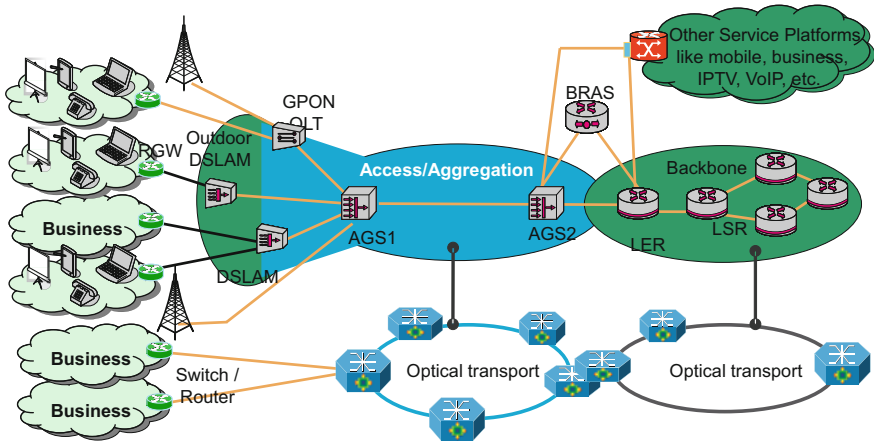 Other Service Platforms
like mobile, business,
IPTV, VoIP, etc.
GPON
OLT
BRAS
Outdoor
DSLAM
RGW
Access/Aggregation
Backbone
Business
AGS1
AGS2
LER
LSR
DSLAM
Business
Switch /
Router
Business
Optical transport
Optical transport